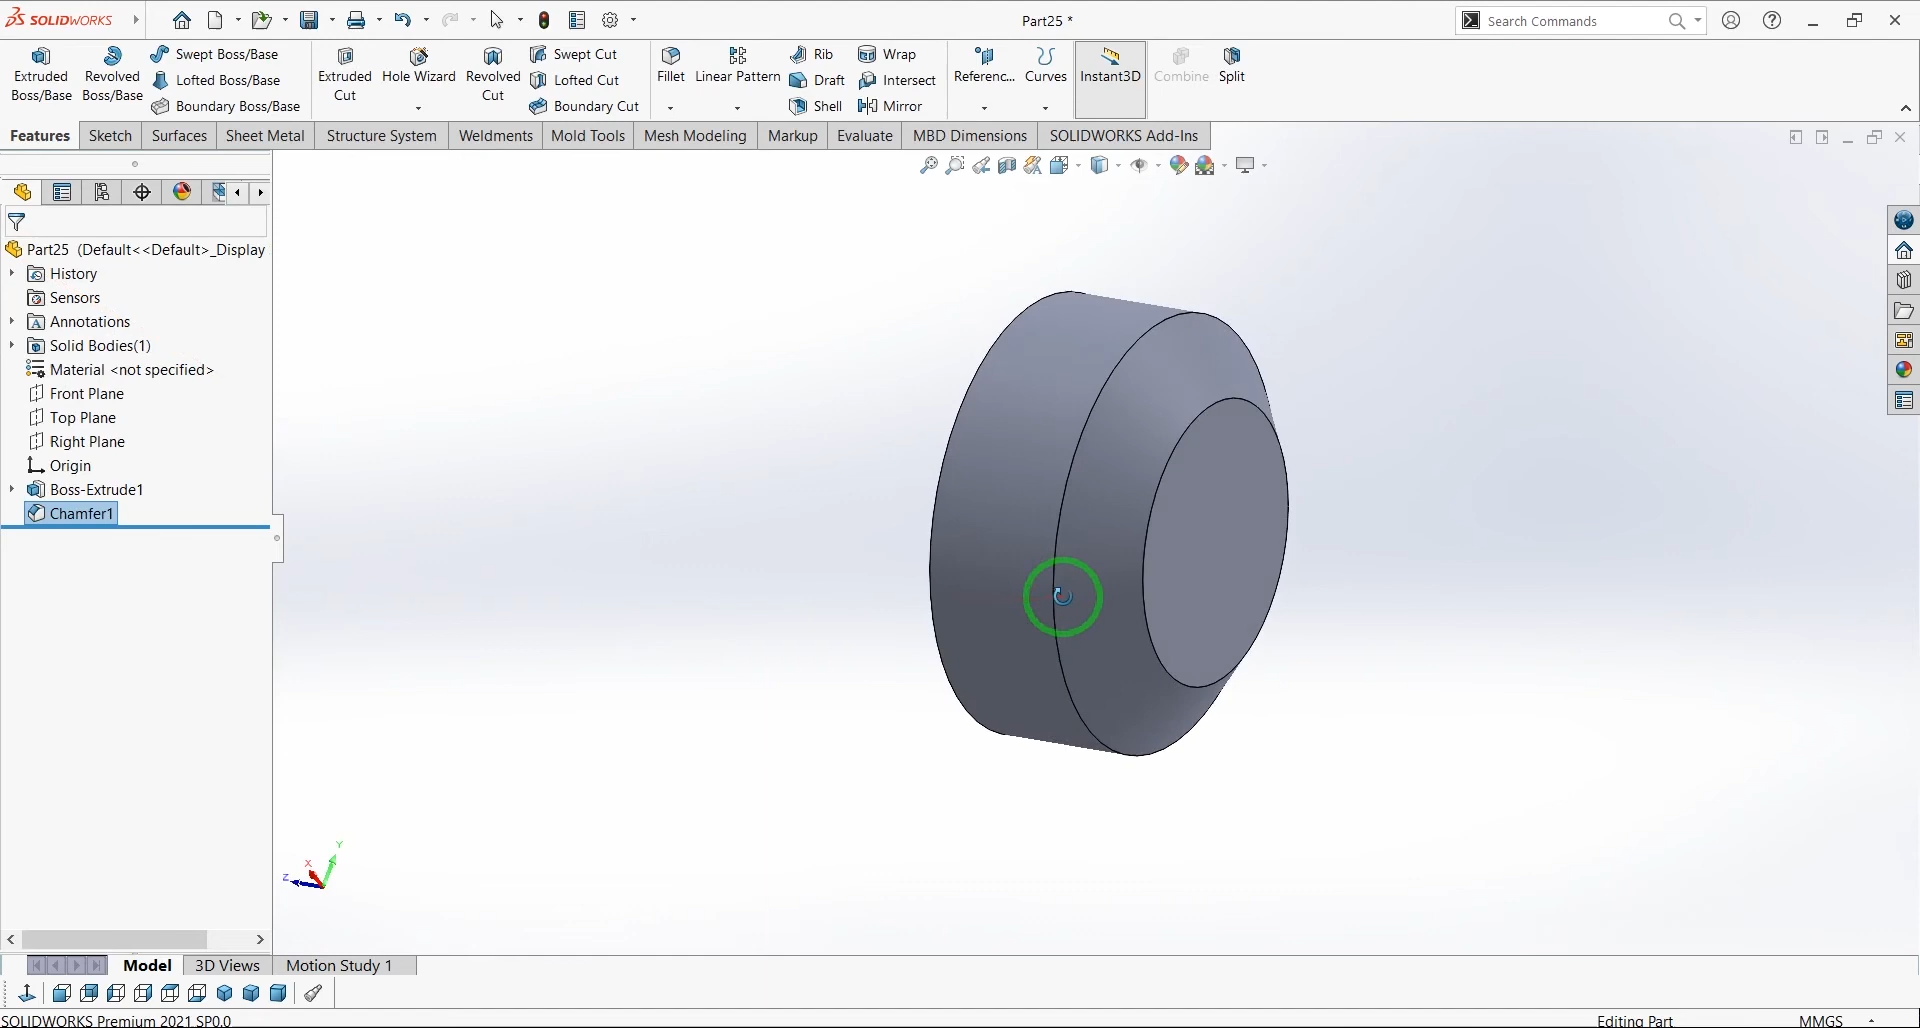 SOLIDWORKS
Part25 *
Search Commands
Extruded Boss/Base
Revolved Boss/Base
Swept Boss/Base
Lofted Boss/Base
Boundary Boss/Base
Extruded Cut
Hole Wizard
Revolved Cut
Swept Cut
Lofted Cut
Boundary Cut
Fillet
Linear Pattern
Rib
Draft
Shell
Wrap
Intersect
Mirror
Referenc...
Curves
Instant3D
Combine
Split
Features Sketch Surfaces Sheet Metal Structure System Weldments Mold Tools Mesh Modeling Markup Evaluate MBD Dimensions SOLIDWORKS Add-Ins
Part25 (Default<<Default>_Display
History
Sensors
Annotations
Solid Bodies(1)
Material <not specified>
Front Plane
Top Plane
Right Plane
Origin
Boss-Extrude1
Chamfer1
Y
X
Z
Model 3D Views Motion Study 1
SOLIDWORKS Premium 2021 SP0.0
Editing Part
MMGS